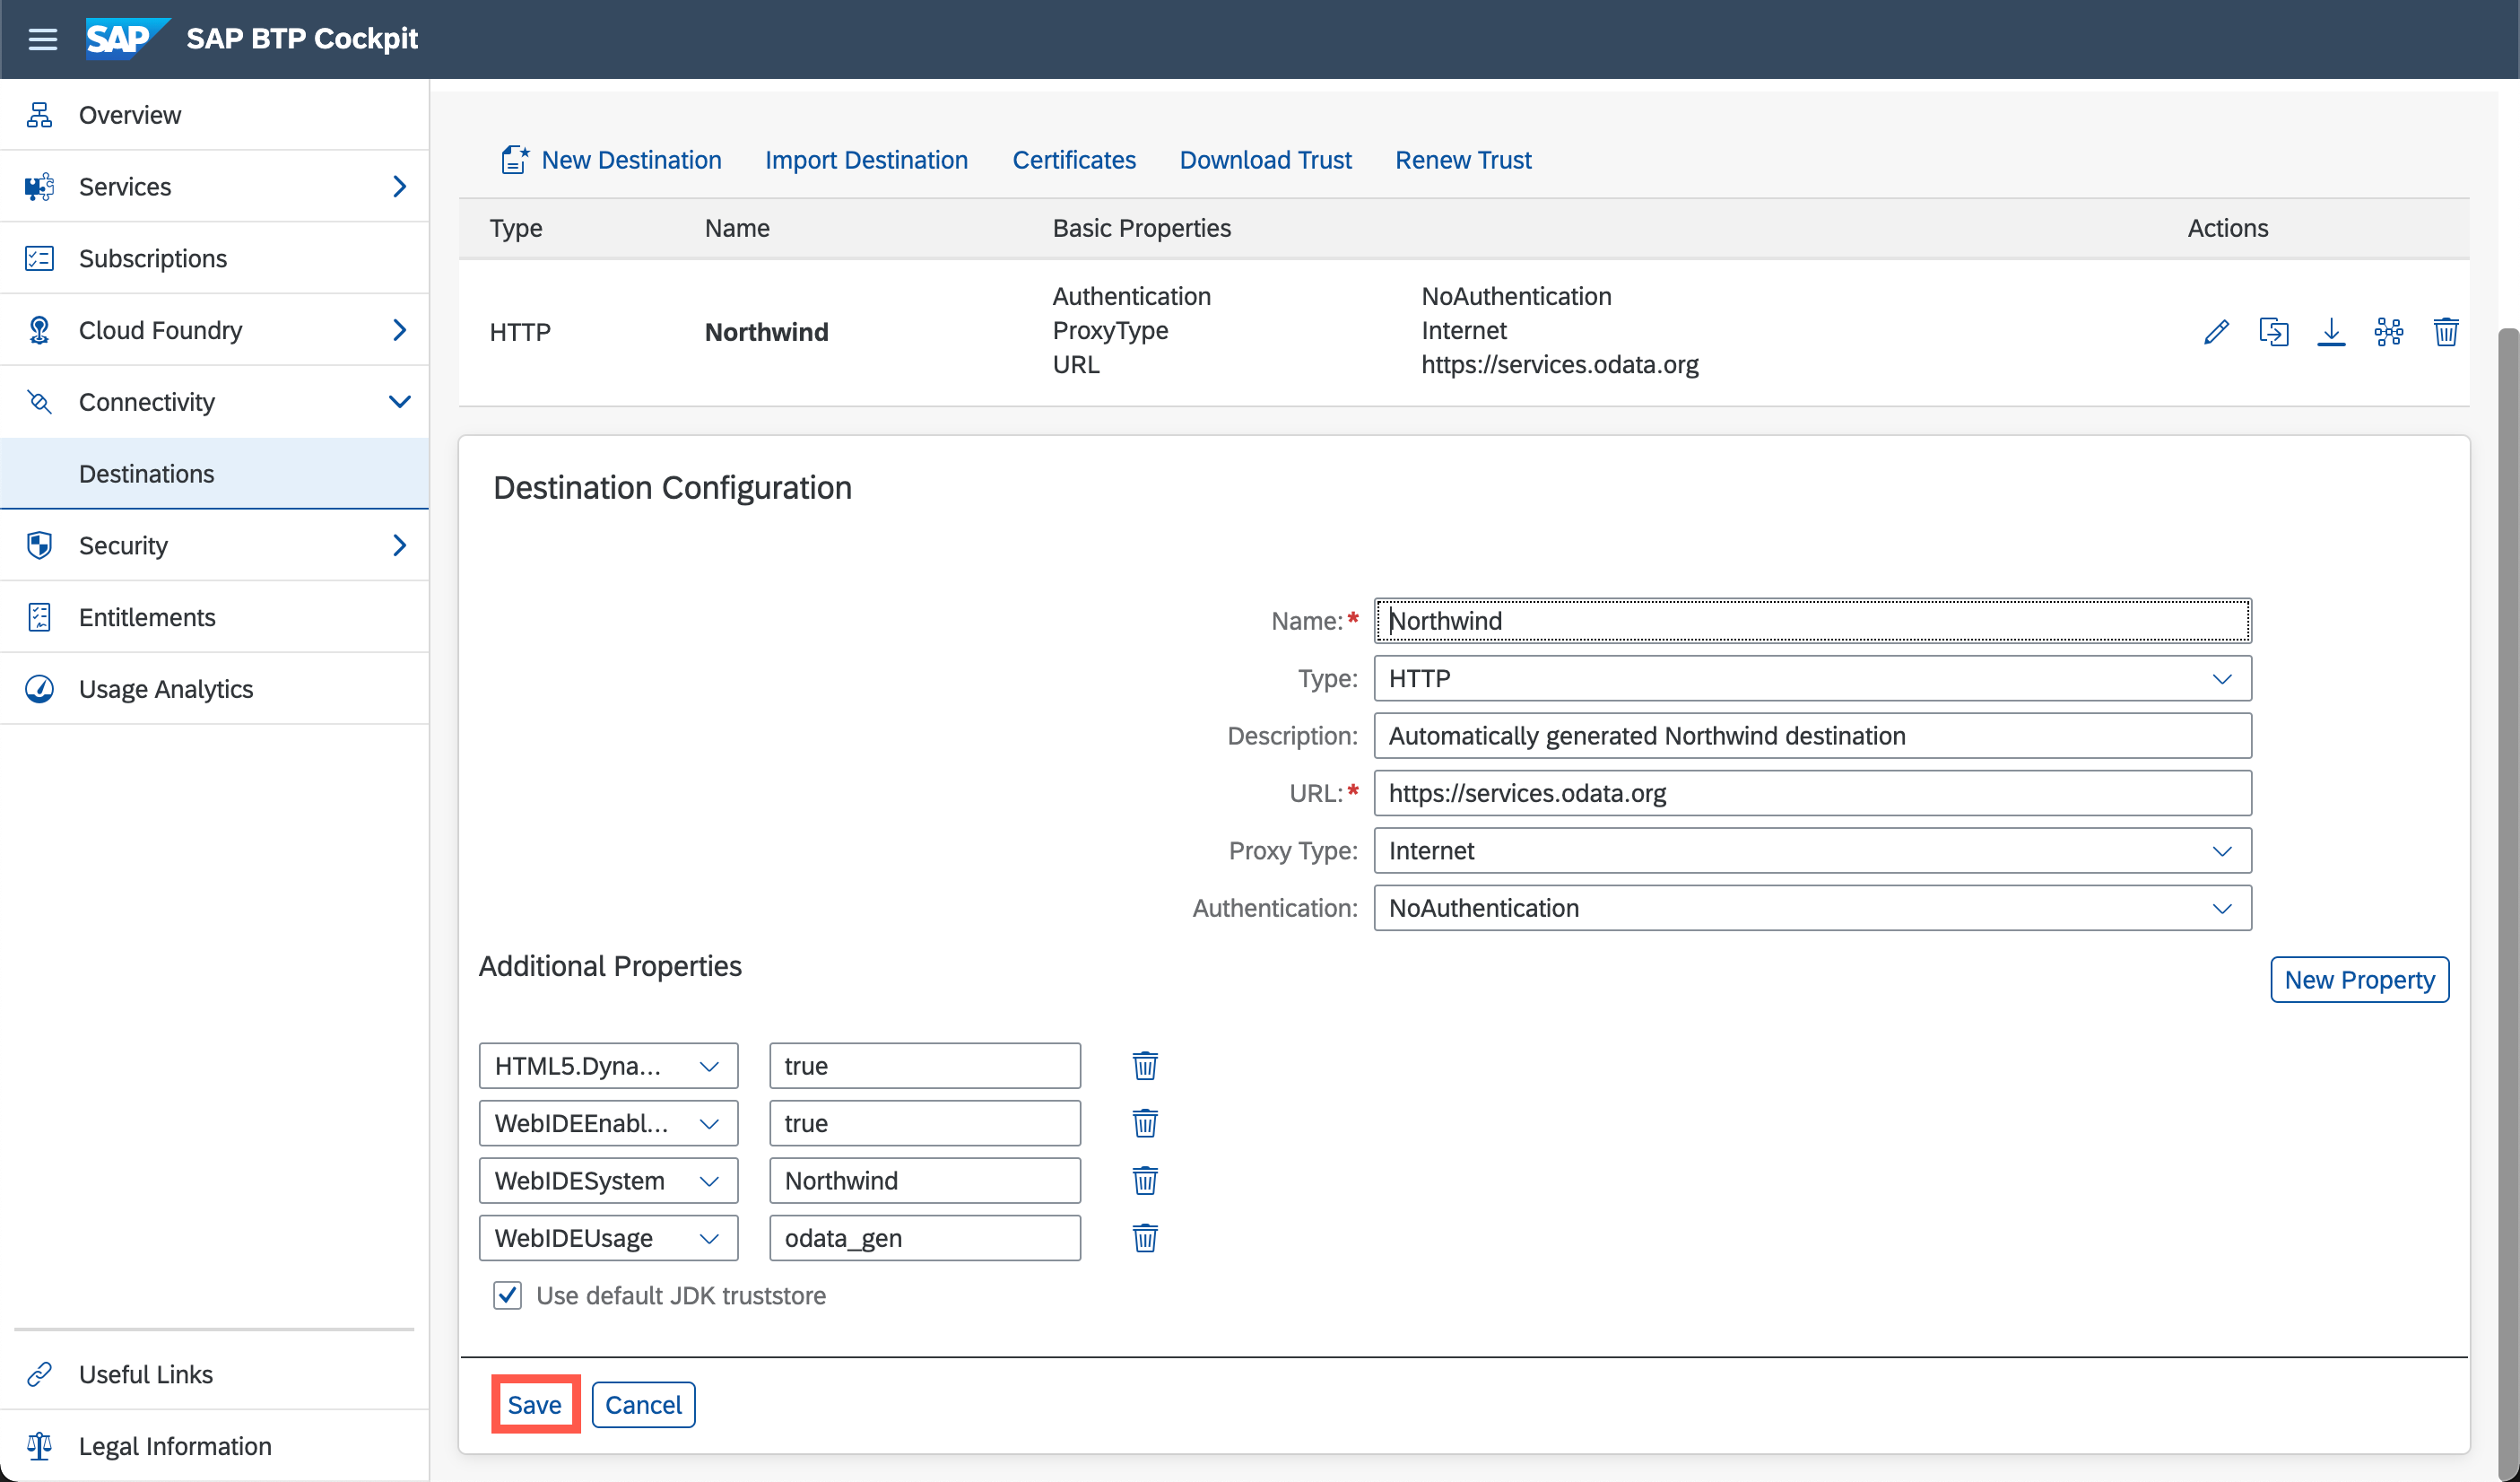 SAP SAP BTP Cockpit
Overview
Services
Subscriptions
Cloud Foundry
Connectivity
Destinations
Security
Entitlements
Usage Analytics
Useful Links
Legal Information
New Destination Import Destination Certificates Download Trust Renew Trust
Type Name Basic Properties Actions
HTTP Northwind
Authentication NoAuthentication
ProxyType Internet
URL https://services.odata.org
Destination Configuration
Name:* Northwind
Type: HTTP
Description: Automatically generated Northwind destination
URL:* https://services.odata.org
Proxy Type: Internet
Authentication: NoAuthentication
Additional Properties
New Property
HTML5.Dyna... true
WebIDEEnabl... true
WebIDESystem Northwind
WebIDEUsage odata_gen
Use default JDK truststore
Save Cancel